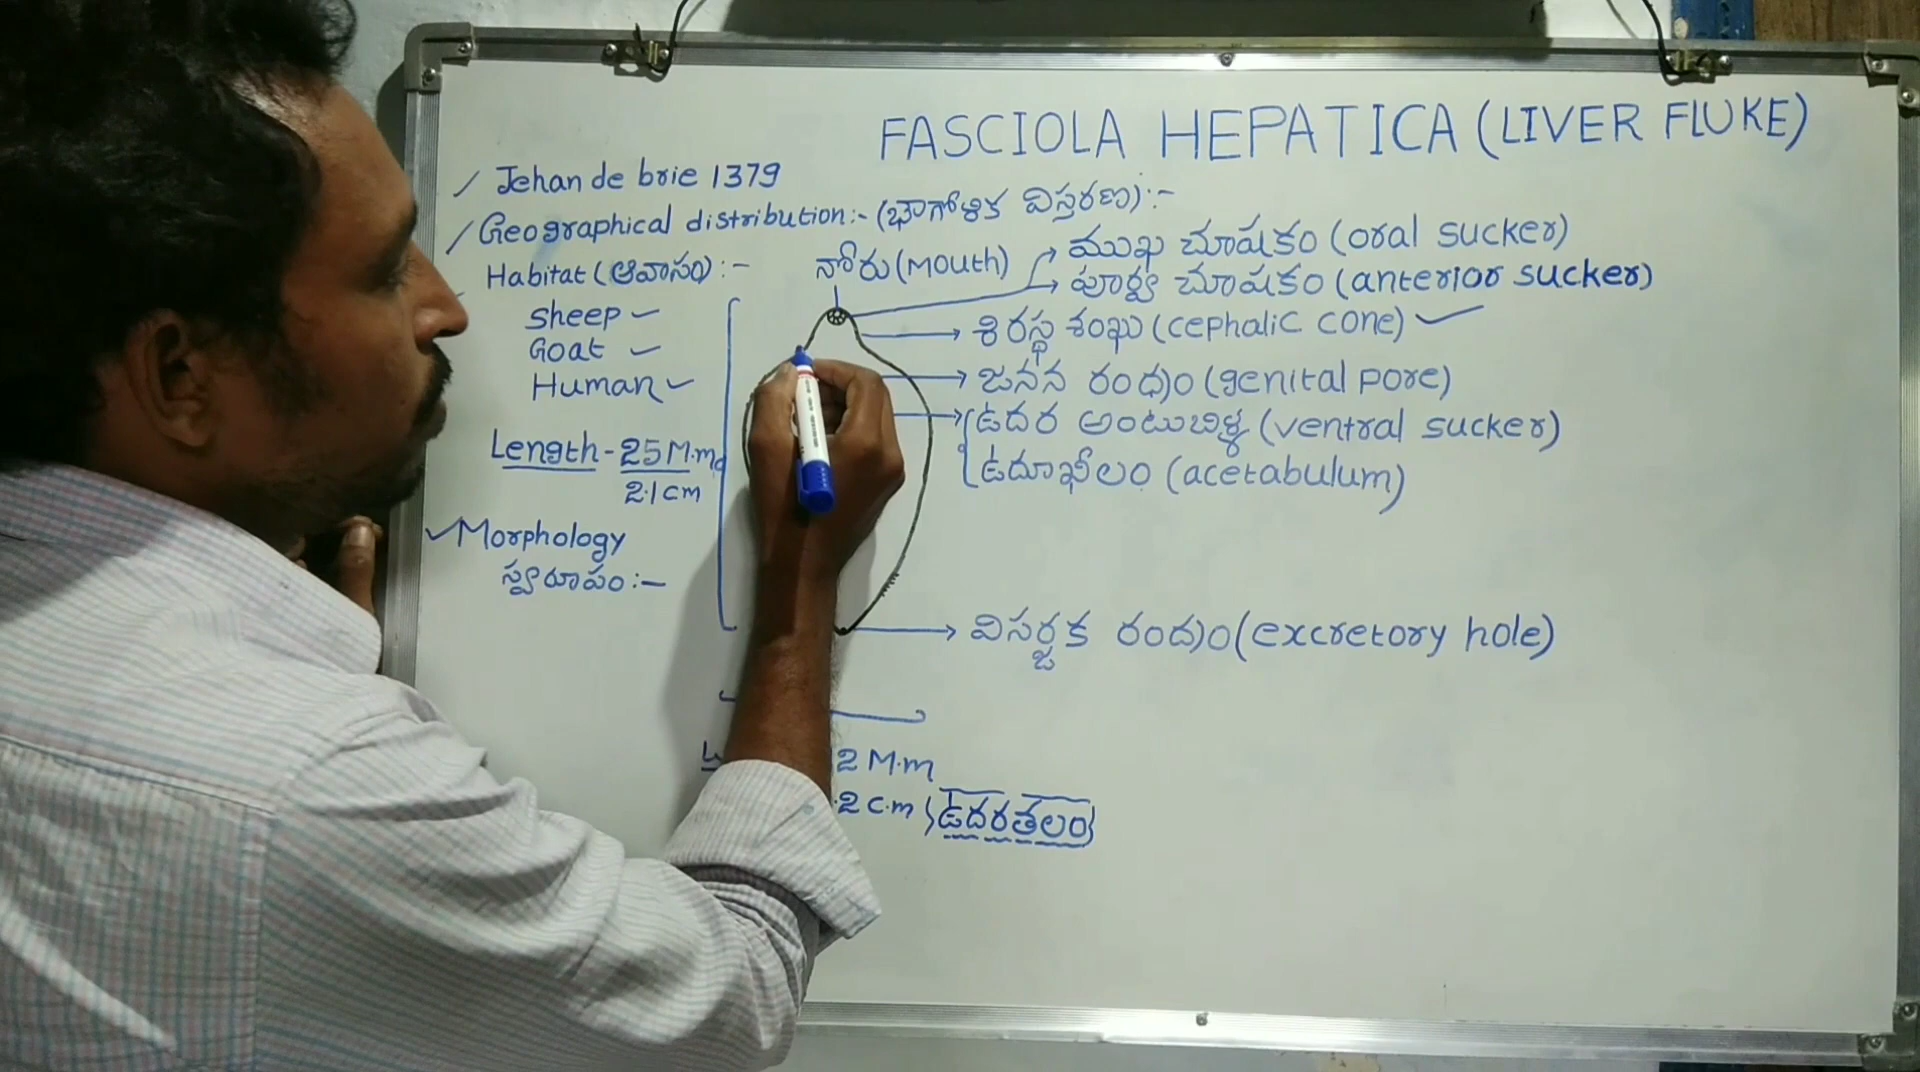 FASCIOLA HEPATICA (LIVER FLUKE)
Jehan de brie 1379
Geographical distribution:- (భౌగోళిక విస్తరణ):-
Habitat (ఆవాసం):-
Sheep
Goat
Human
Length - 25 M.m
2.1 cm
Morphology
స్వరూపం:-
నోరు (MOUTH)
ముఖ చూషకం (oral sucker)
పూర్వ చూషకం (anterior sucker)
శిరస్థ శంఖు (cephalic cone)
జనన రంధ్రం (genital pore)
ఉదర అంటుబిళ్ళ (ventral sucker)
ఉదూఖలం (acetabulum)
విసర్జక రంద్రం (excretory hole)
2 M.m
.2 c.m
ఉదరతలం